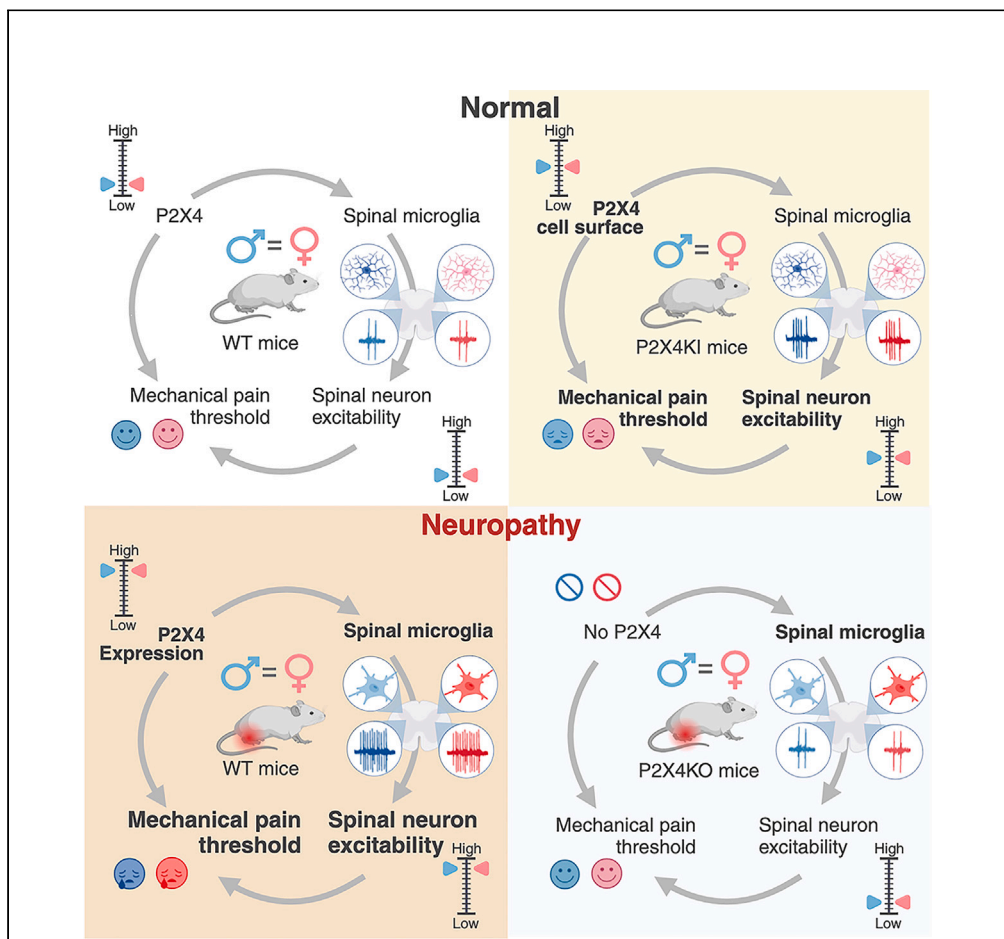 Normal
High
Low
P2X4
Spinal microglia
♂ = ♀
WT mice
Mechanical pain
threshold
Spinal neuron
excitability
High
Low
High
Low
P2X4
cell surface
Spinal microglia
♂ = ♀
P2X4KI mice
Mechanical pain
threshold
Spinal neuron
excitability
High
Low
Neuropathy
High
Low
P2X4
Expression
Spinal microglia
♂ = ♀
WT mice
Mechanical pain
threshold
Spinal neuron
excitability
High
Low
No P2X4
Spinal microglia
♂ = ♀
P2X4KO mice
Mechanical pain
threshold
Spinal neuron
excitability
High
Low